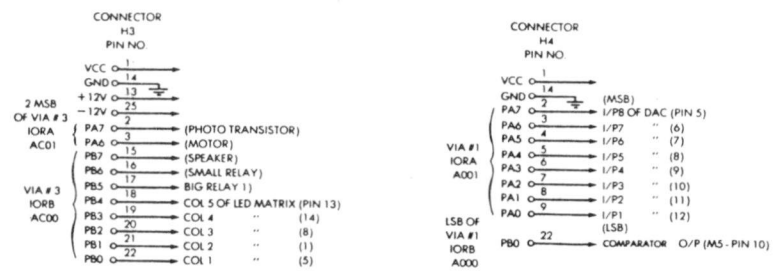 CONNECTOR
H3
PIN NO.
VCC 1
GND 14
+12V 13
-12V 25
2 MSB
OF VIA # 3
IORA
AC01
PA7 2 (PHOTO TRANSISTOR)
PA6 3 (MOTOR)
VIA # 3
IORB
AC00
PB7 15 (SPEAKER)
PB6 16 (SMALL RELAY)
PB5 17 BIG RELAY 1)
PB4 18 COL 5 OF LED MATRIX (PIN 13)
PB3 19 COL 4 " (14)
PB2 20 COL 3 " (8)
PB1 21 COL 2 " (1)
PB0 22 COL 1 " (5)
CONNECTOR
H4
PIN NO.
VCC 1
GND 14
(MSB)
VIA #1
IORA
A001
PA7 2 I/P8 OF DAC (PIN 5)
PA6 3 I/P7 " (6)
PA5 4 I/P6 " (7)
PA4 5 I/P5 " (8)
PA3 6 I/P4 " (9)
PA2 7 I/P3 " (10)
PA1 8 I/P2 " (11)
PA0 9 I/P1 " (12)
(LSB)
LSB OF
VIA #1
IORB
A000
PB0 22 COMPARATOR O/P (M5 - PIN 10)